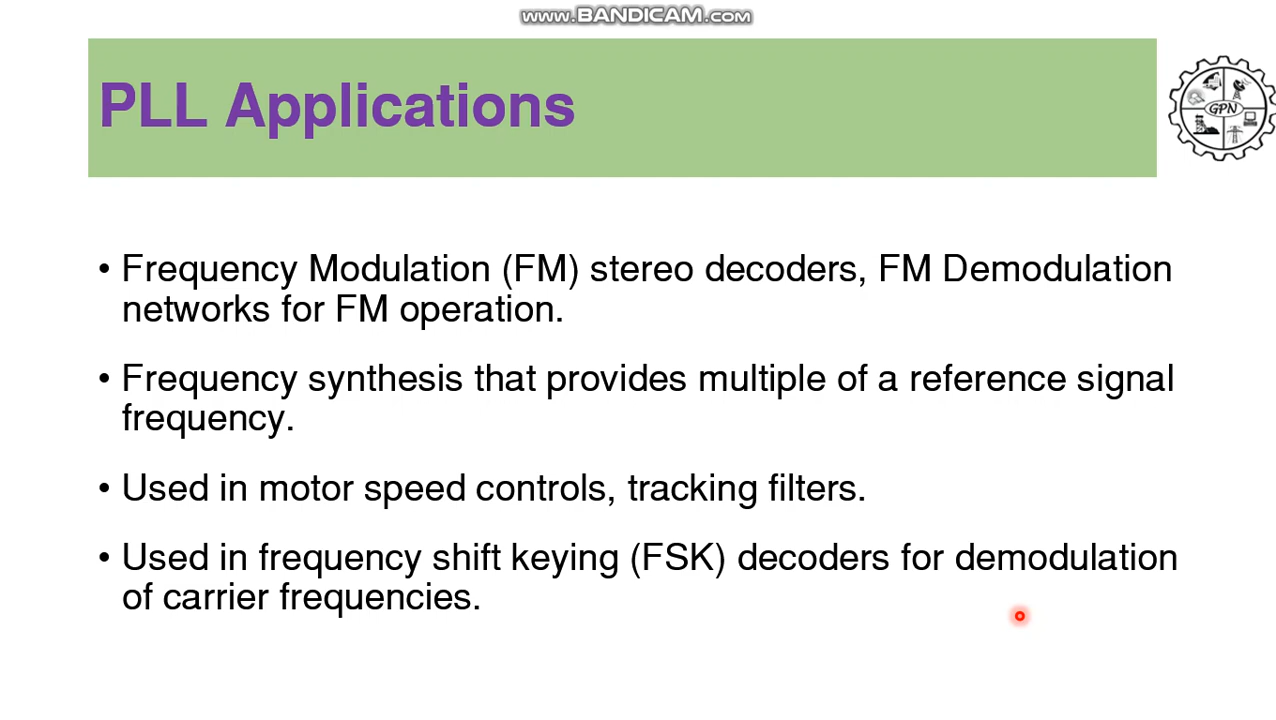 www.BANDICAM.com
PLL Applications
GPN
• Frequency Modulation (FM) stereo decoders, FM Demodulation
networks for FM operation.
• Frequency synthesis that provides multiple of a reference signal
frequency.
• Used in motor speed controls, tracking filters.
• Used in frequency shift keying (FSK) decoders for demodulation
of carrier frequencies.